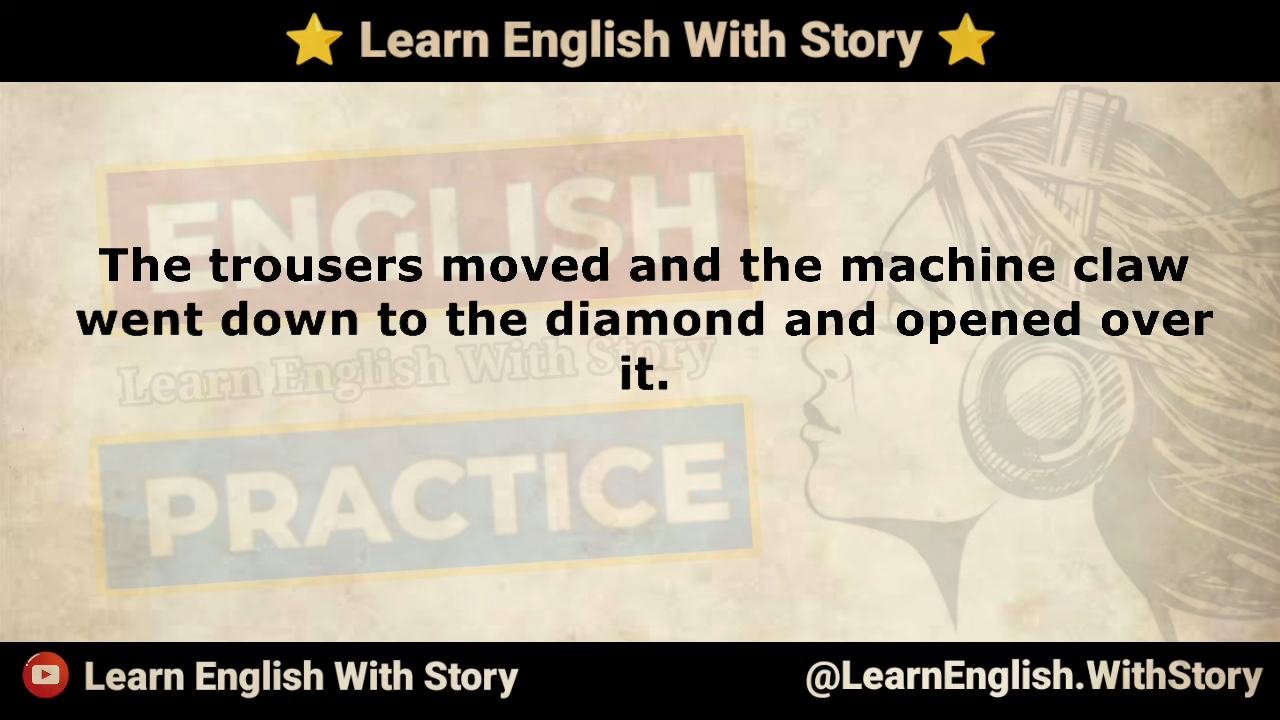 ⭐ Learn English With Story ⭐
ENGLISH
The trousers moved and the machine claw
went down to the diamond and opened over
it.
Learn English With Story
PRACTICE
Learn English With Story
@LearnEnglish.WithStory